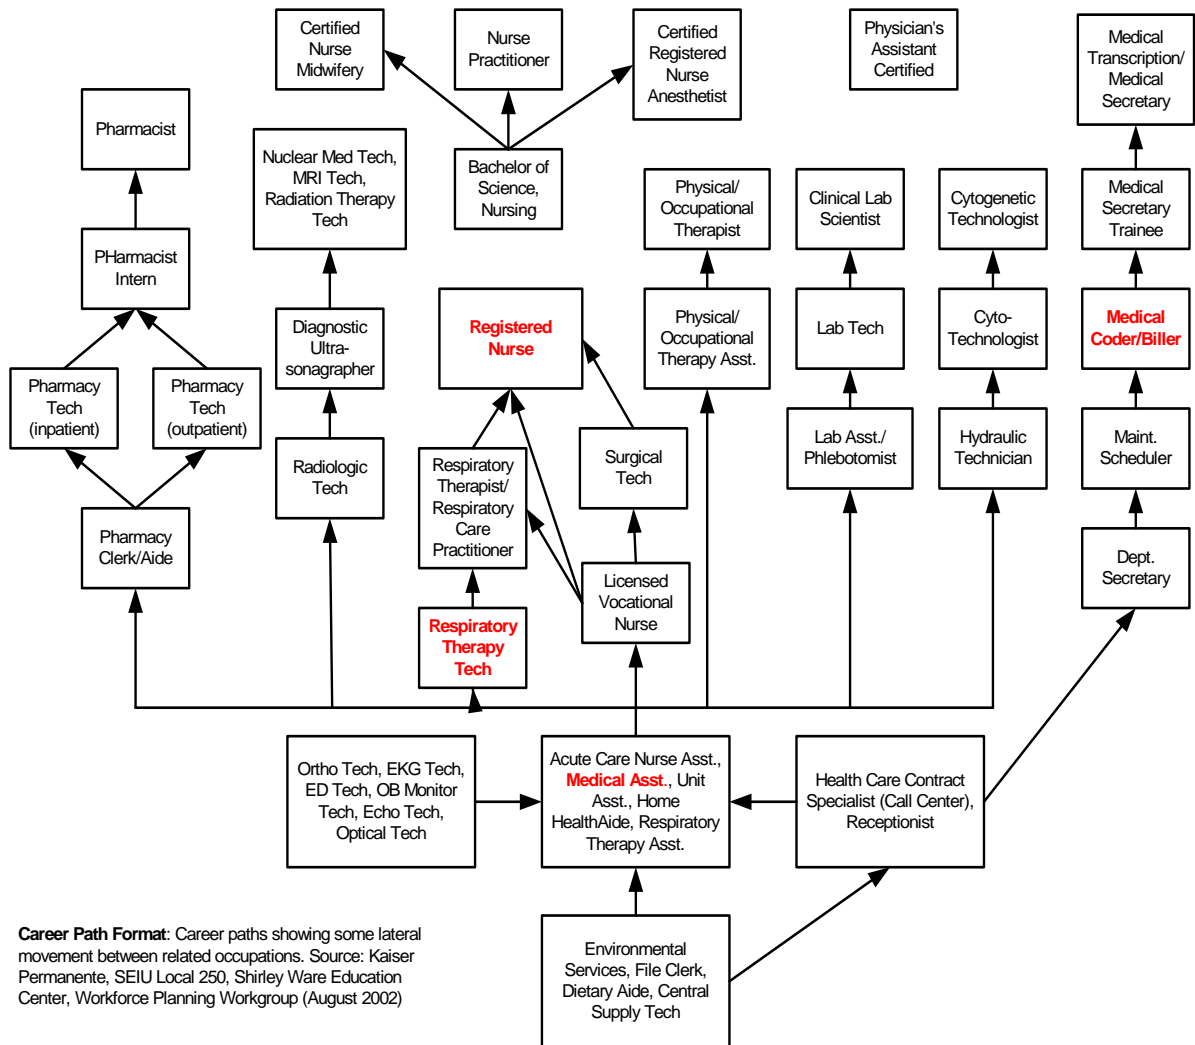 Certified
Nurse
Midwifery
Nurse
Practitioner
Certified
Registered
Nurse
Anesthetist
Physician's
Assistant
Certified
Medical
Transcription/
Medical
Secretary
Pharmacist
Nuclear Med Tech,
MRI Tech,
Radiation Therapy
Tech
Bachelor of
Science,
Nursing
Physical/
Occupational
Therapist
Clinical Lab
Scientist
Cytogenetic
Technologist
Medical
Secretary
Trainee
PHarmacist
Intern
Diagnostic
Ultra-
sonagrapher
Registered
Nurse
Physical/
Occupational
Therapy Asst.
Lab Tech
Cyto-
Technologist
Medical
Coder/Biller
Pharmacy
Tech
(inpatient)
Pharmacy
Tech
(outpatient)
Radiologic
Tech
Respiratory
Therapist/
Respiratory
Care
Practitioner
Surgical
Tech
Lab Asst./
Phlebotomist
Hydraulic
Technician
Maint.
Scheduler
Pharmacy
Clerk/Aide
Licensed
Vocational
Nurse
Dept.
Secretary
Respiratory
Therapy
Tech
Ortho Tech, EKG Tech,
ED Tech, OB Monitor
Tech, Echo Tech,
Optical Tech
Acute Care Nurse Asst.,
Medical Asst., Unit
Asst., Home
HealthAide, Respiratory
Therapy Asst.
Health Care Contract
Specialist (Call Center),
Receptionist
Environmental
Services, File Clerk,
Dietary Aide, Central
Supply Tech
Career Path Format: Career paths showing some lateral
movement between related occupations. Source: Kaiser
Permanente, SEIU Local 250, Shirley Ware Education
Center, Workforce Planning Workgroup (August 2002)